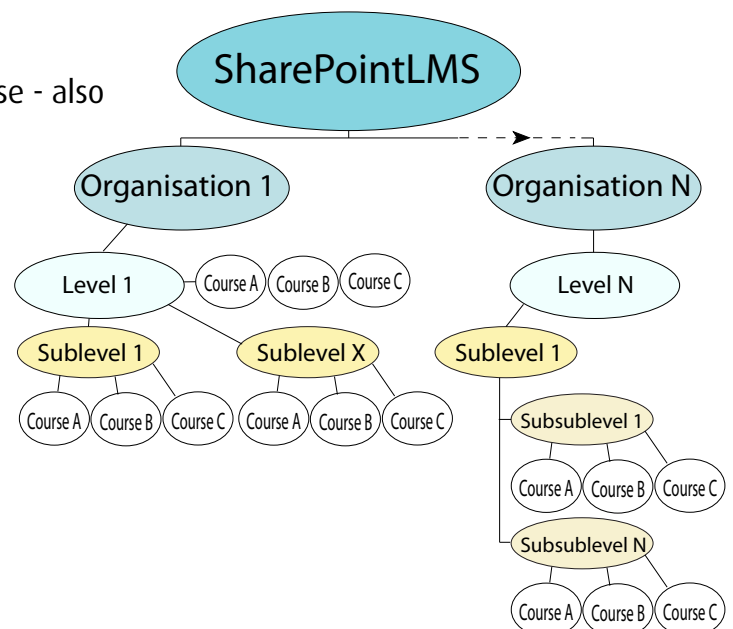 SharePointLMS
se - also
Organisation 1
Organisation N
Level 1
Course A
Course B
Course C
Level N
Sublevel 1
Sublevel X
Sublevel 1
Course A
Course B
Course C
Course A
Course B
Course C
Subsublevel 1
Course A
Course B
Course C
Subsublevel N
Course A
Course B
Course C